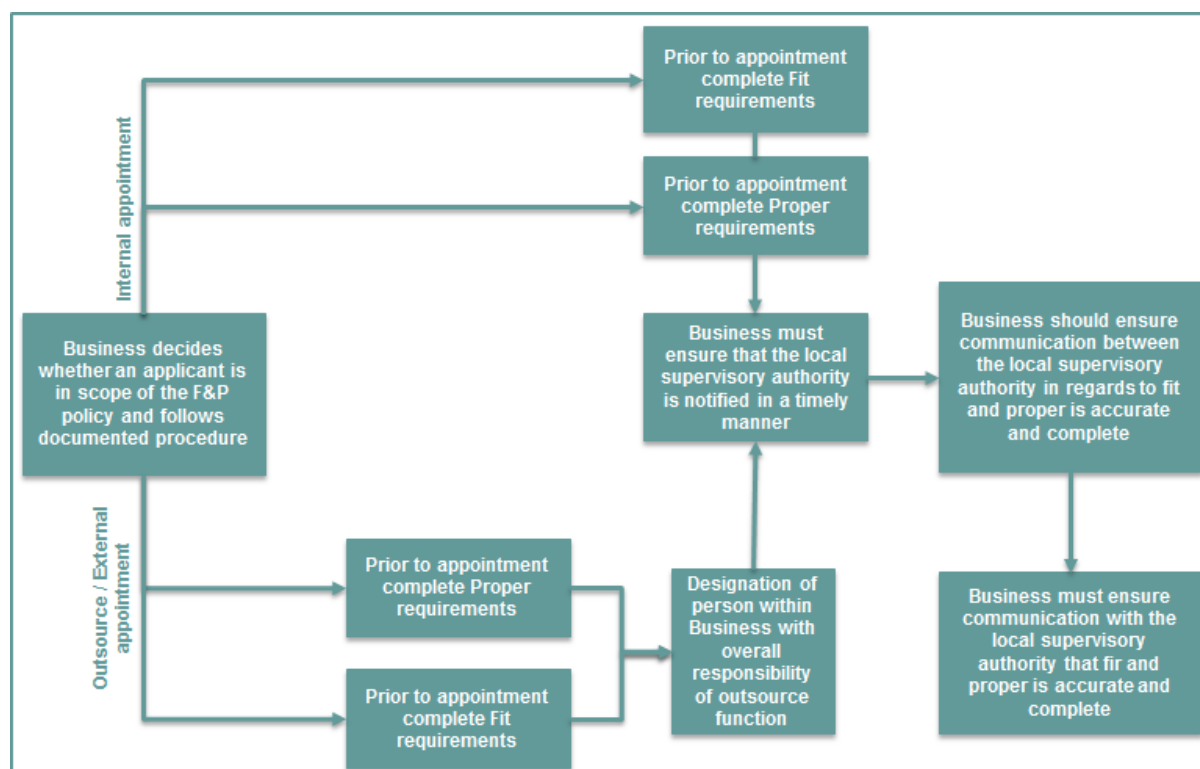 Prior to appointment
complete Fit
requirements
Prior to appointment
complete Proper
requirements
Internal appointment
Business decides
whether an applicant is
in scope of the F&P
policy and follows
documented procedure
Business must
ensure that the local
supervisory authority
is notified in a timely
manner
Business should ensure
communication between
the local supervisory
authority in regards to fit
and proper is accurate
and complete
Outsource / External
appointment
Prior to appointment
complete Proper
requirements
Prior to appointment
complete Fit
requirements
Designation of
person within
Business with
overall
responsibility
of outsource
function
Business must ensure
communication with the
local supervisory
authority that fir and
proper is accurate and
complete